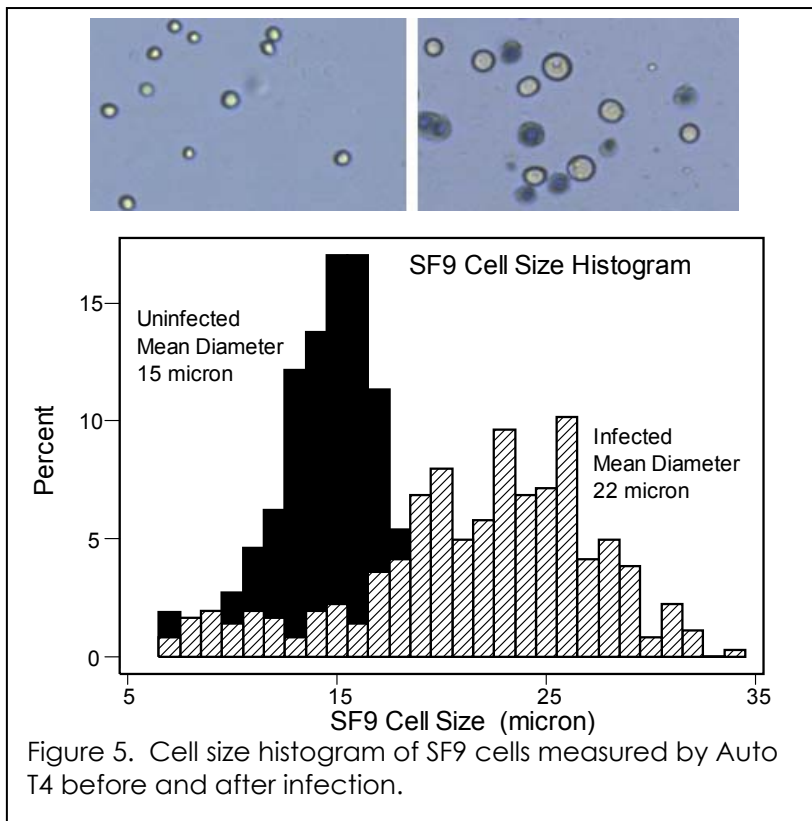 SF9 Cell Size Histogram
15
Uninfected
Mean Diameter
15 micron
10
Infected
Mean Diameter
22 micron
Percent
5
0
5 15 25 35
SF9 Cell Size (micron)
Figure 5. Cell size histogram of SF9 cells measured by Auto
T4 before and after infection.